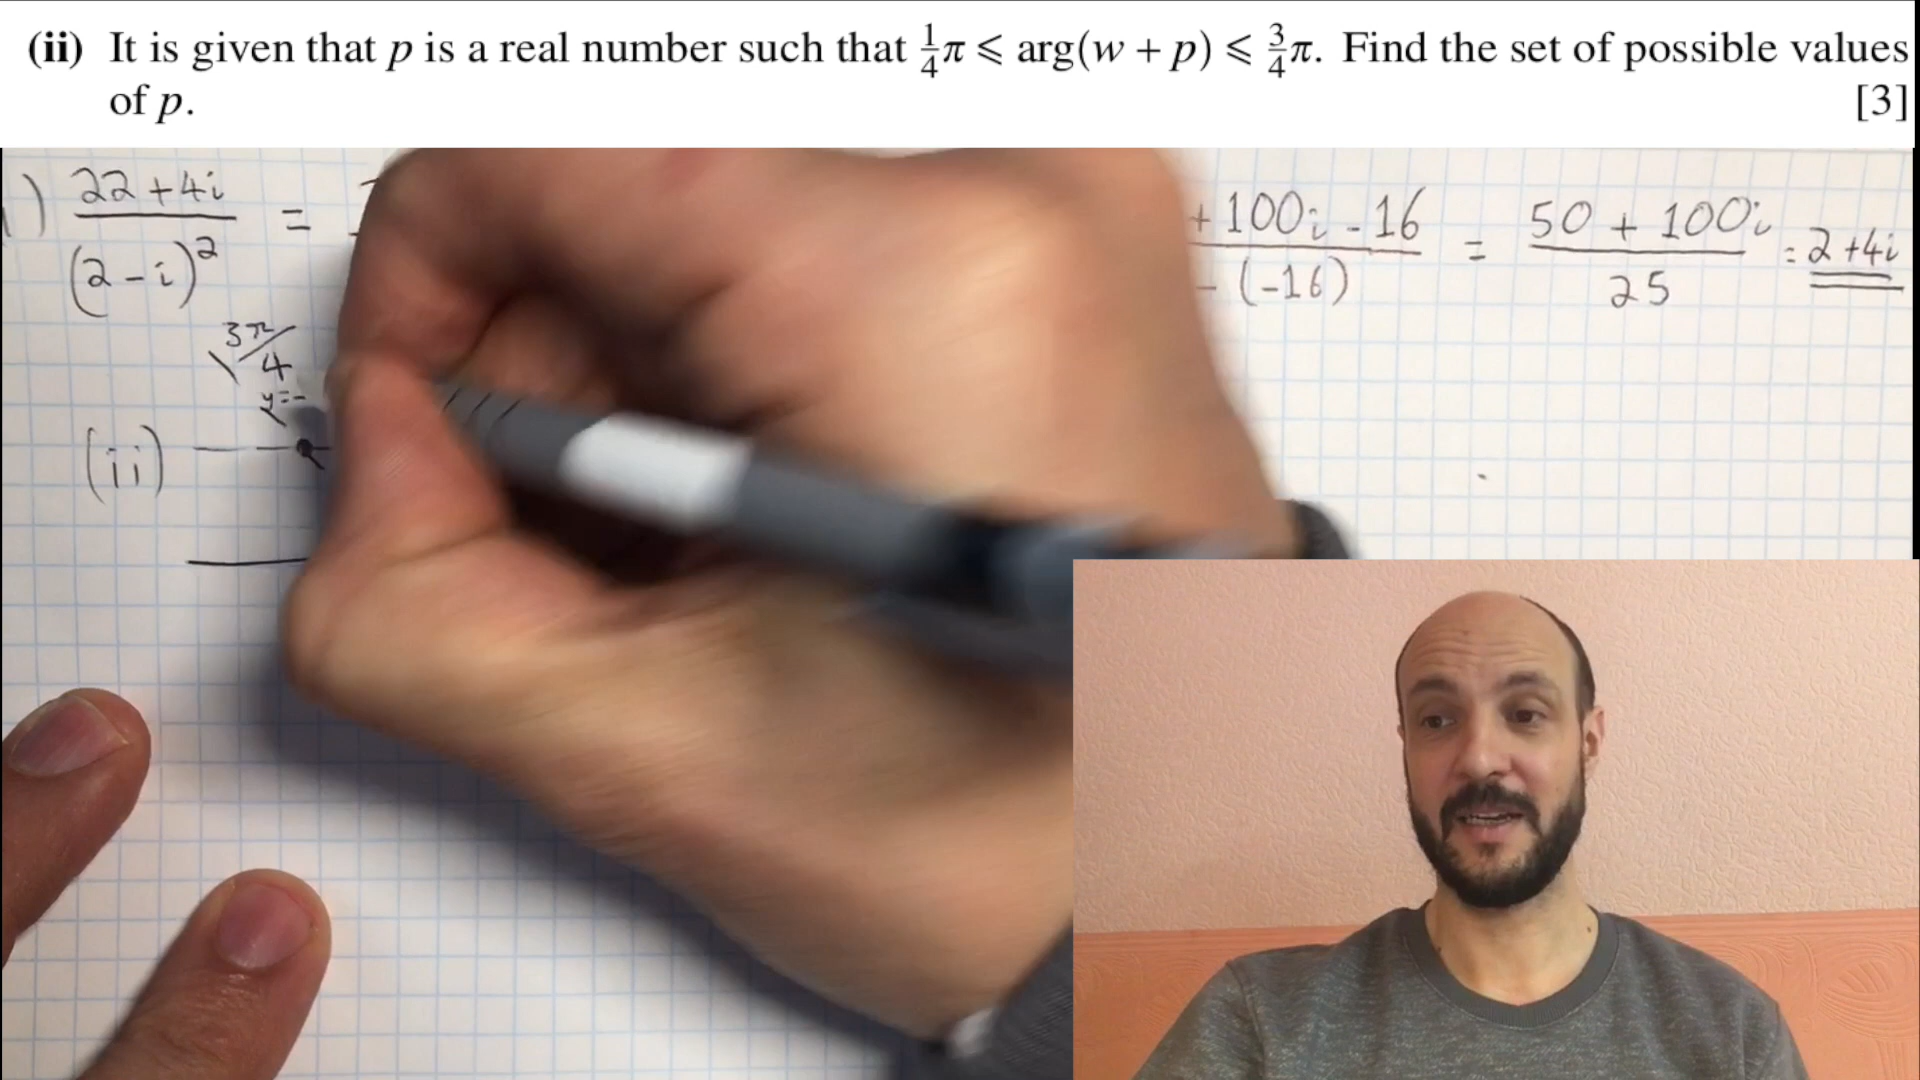 (ii) It is given that p is a real number such that ¼π ⩽ arg(w + p) ⩽ ¾π. Find the set of possible values
of p. [3]
) 22 + 4i / (2 - i)² = + 100i - 16 / - (-16) = 50 + 100i / 25 = 2 + 4i
3π/4
y = -
(ii)